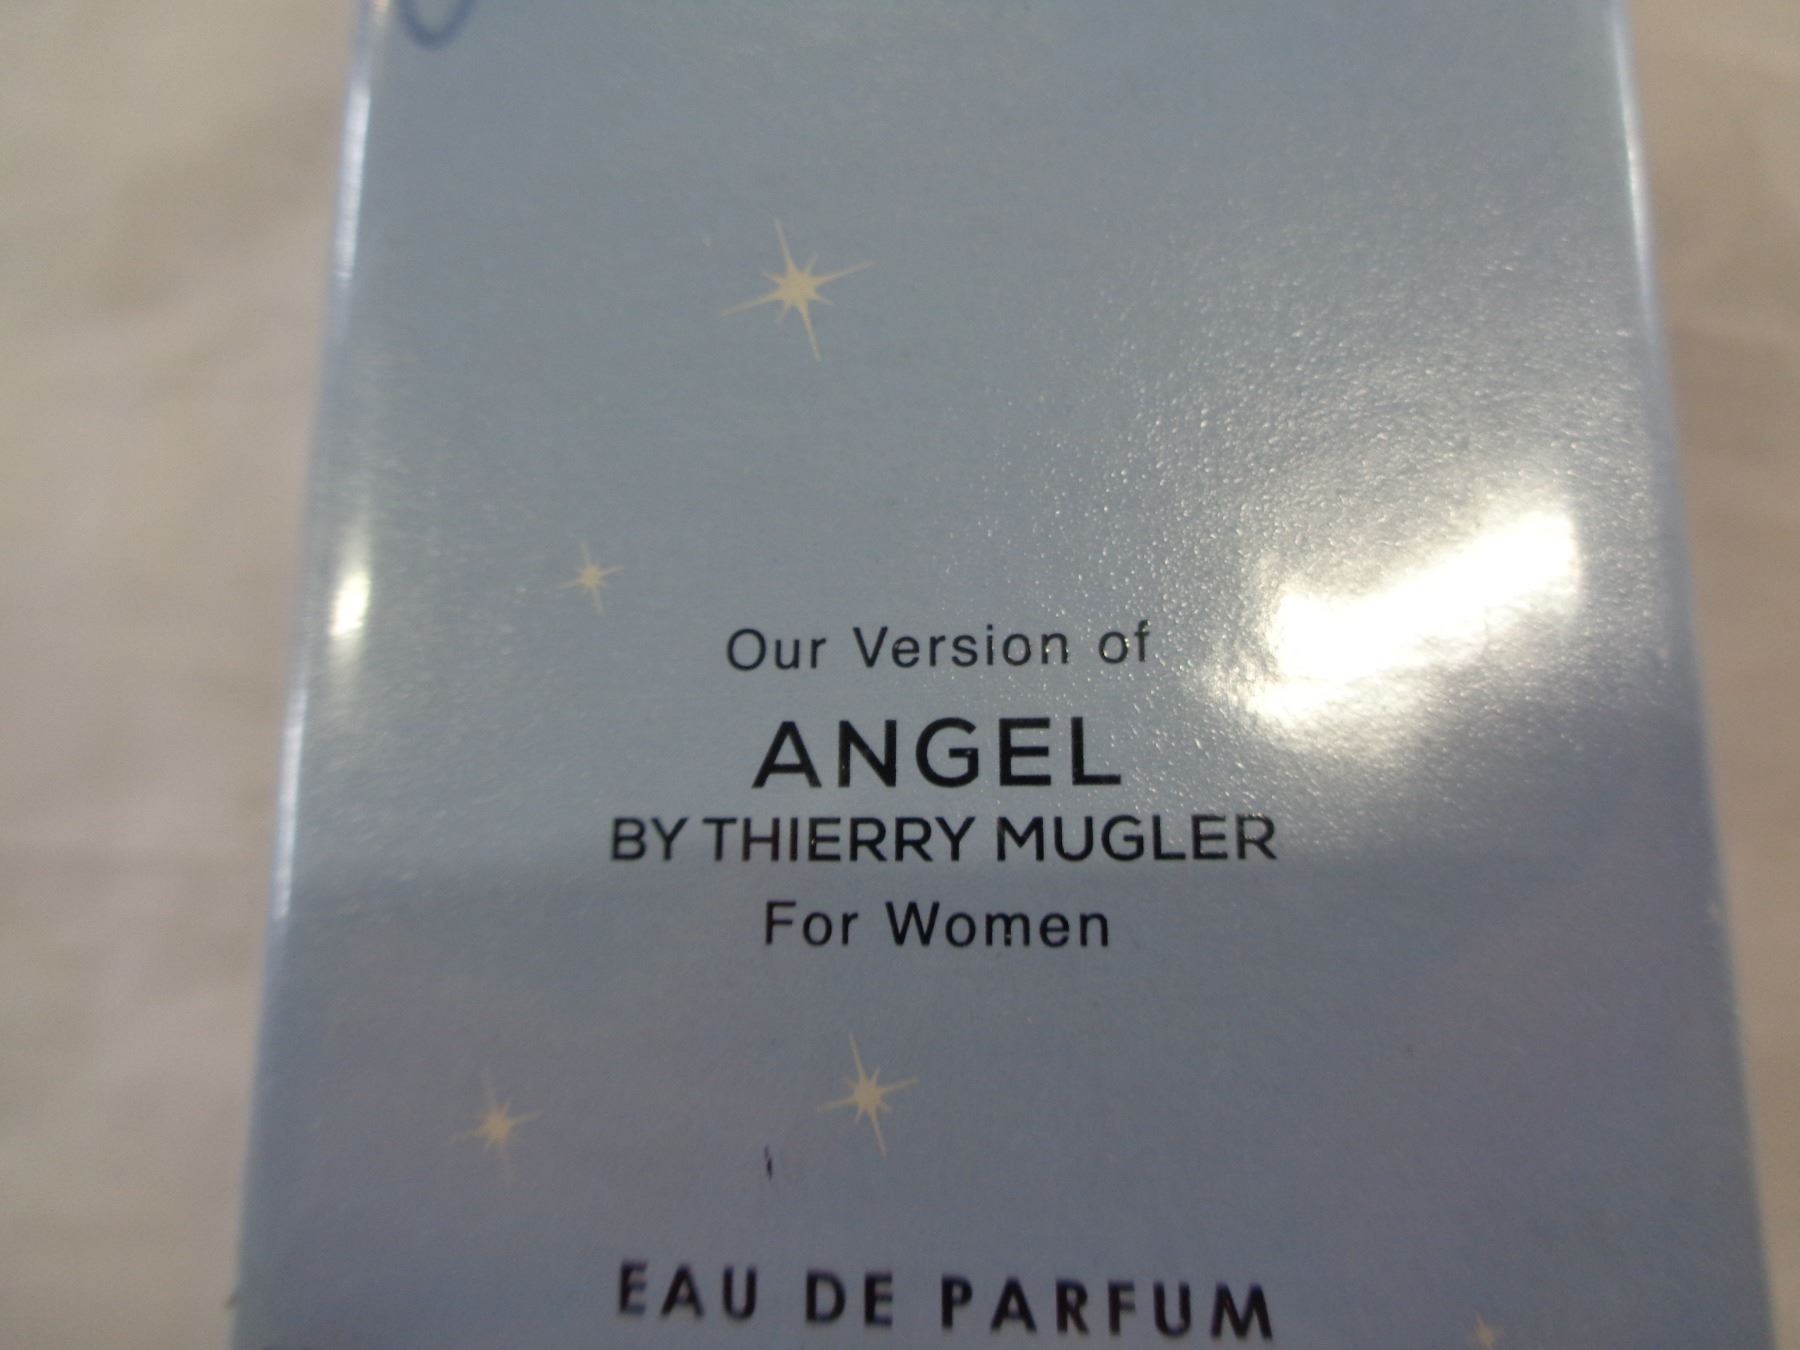 Our Version of
ANGEL
BY THIERRY MUGLER
For Women
EAU DE PARFUM